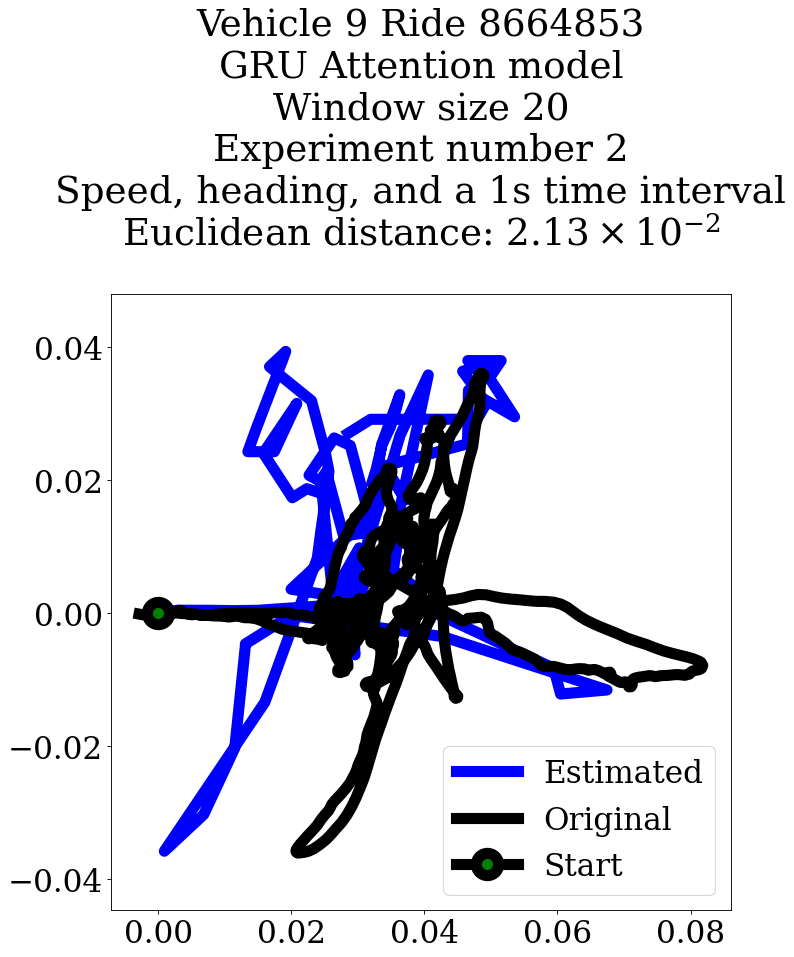 Vehicle 9 Ride 8664853
GRU Attention model
Window size 20
Experiment number 2
Speed, heading, and a 1s time interval
Euclidean distance: 2.13 × 10⁻²
0.04
0.02
0.00
−0.02
−0.04
Estimated
Original
Start
0.00 0.02 0.04 0.06 0.08